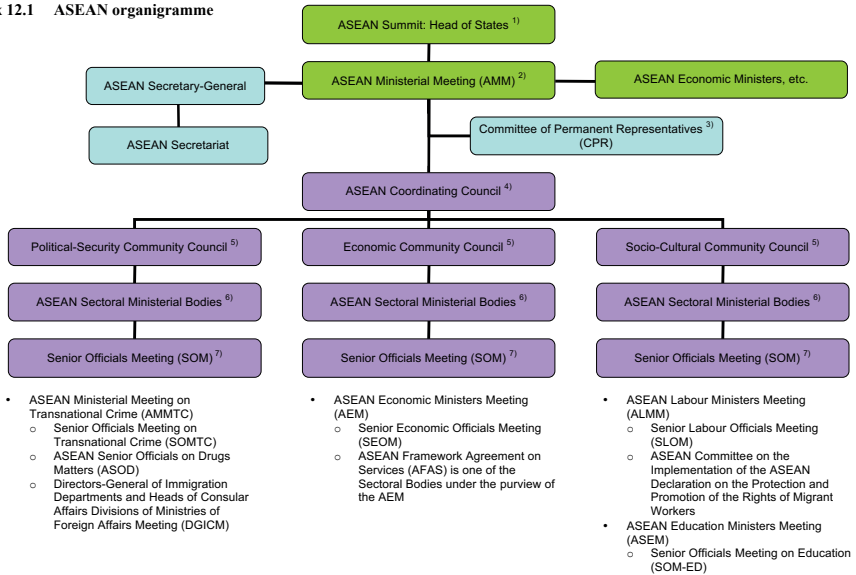 12.1 ASEAN organigramme
ASEAN Summit: Head of States 1)
ASEAN Secretary-General
ASEAN Ministerial Meeting (AMM) 2)
ASEAN Economic Ministers, etc.
ASEAN Secretariat
Committee of Permanent Representatives 3)
(CPR)
ASEAN Coordinating Council 4)
Political-Security Community Council 5)
Economic Community Council 5)
Socio-Cultural Community Council 5)
ASEAN Sectoral Ministerial Bodies 6)
ASEAN Sectoral Ministerial Bodies 6)
ASEAN Sectoral Ministerial Bodies 6)
Senior Officials Meeting (SOM) 7)
Senior Officials Meeting (SOM) 7)
Senior Officials Meeting (SOM) 7)
• ASEAN Ministerial Meeting on
Transnational Crime (AMMTC)
o Senior Officials Meeting on
Transnational Crime (SOMTC)
o ASEAN Senior Officials on Drugs
Matters (ASOD)
o Directors-General of Immigration
Departments and Heads of Consular
Affairs Divisions of Ministries of
Foreign Affairs Meeting (DGICM)
• ASEAN Economic Ministers Meeting
(AEM)
o Senior Economic Officials Meeting
(SEOM)
o ASEAN Framework Agreement on
Services (AFAS) is one of the
Sectoral Bodies under the purview of
the AEM
• ASEAN Labour Ministers Meeting
(ALMM)
o Senior Labour Officials Meeting
(SLOM)
o ASEAN Committee on the
Implementation of the ASEAN
Declaration on the Protection and
Promotion of the Rights of Migrant
Workers
• ASEAN Education Ministers Meeting
(ASEM)
o Senior Officials Meeting on Education
(SOM-ED)